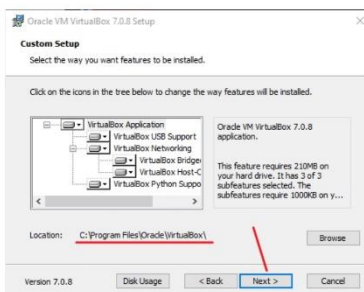 Oracle VM VirtualBox 7.0.8 Setup
Custom Setup
Select the way you want features to be installed.
Click on the icons in the tree below to change the way features will be installed.
VirtualBox Application
VirtualBox USB Support
VirtualBox Networking
VirtualBox Bridge
VirtualBox Host-C
VirtualBox Python Suppo
Oracle VM VirtualBox 7.0.8
application.
This feature requires 210MB on
your hard drive. It has 3 of 3
subfeatures selected. The
subfeatures require 1000KB on y...
Location: C:\Program Files\Oracle\VirtualBox\
Browse
Version 7.0.8
Disk Usage
< Back
Next >
Cancel